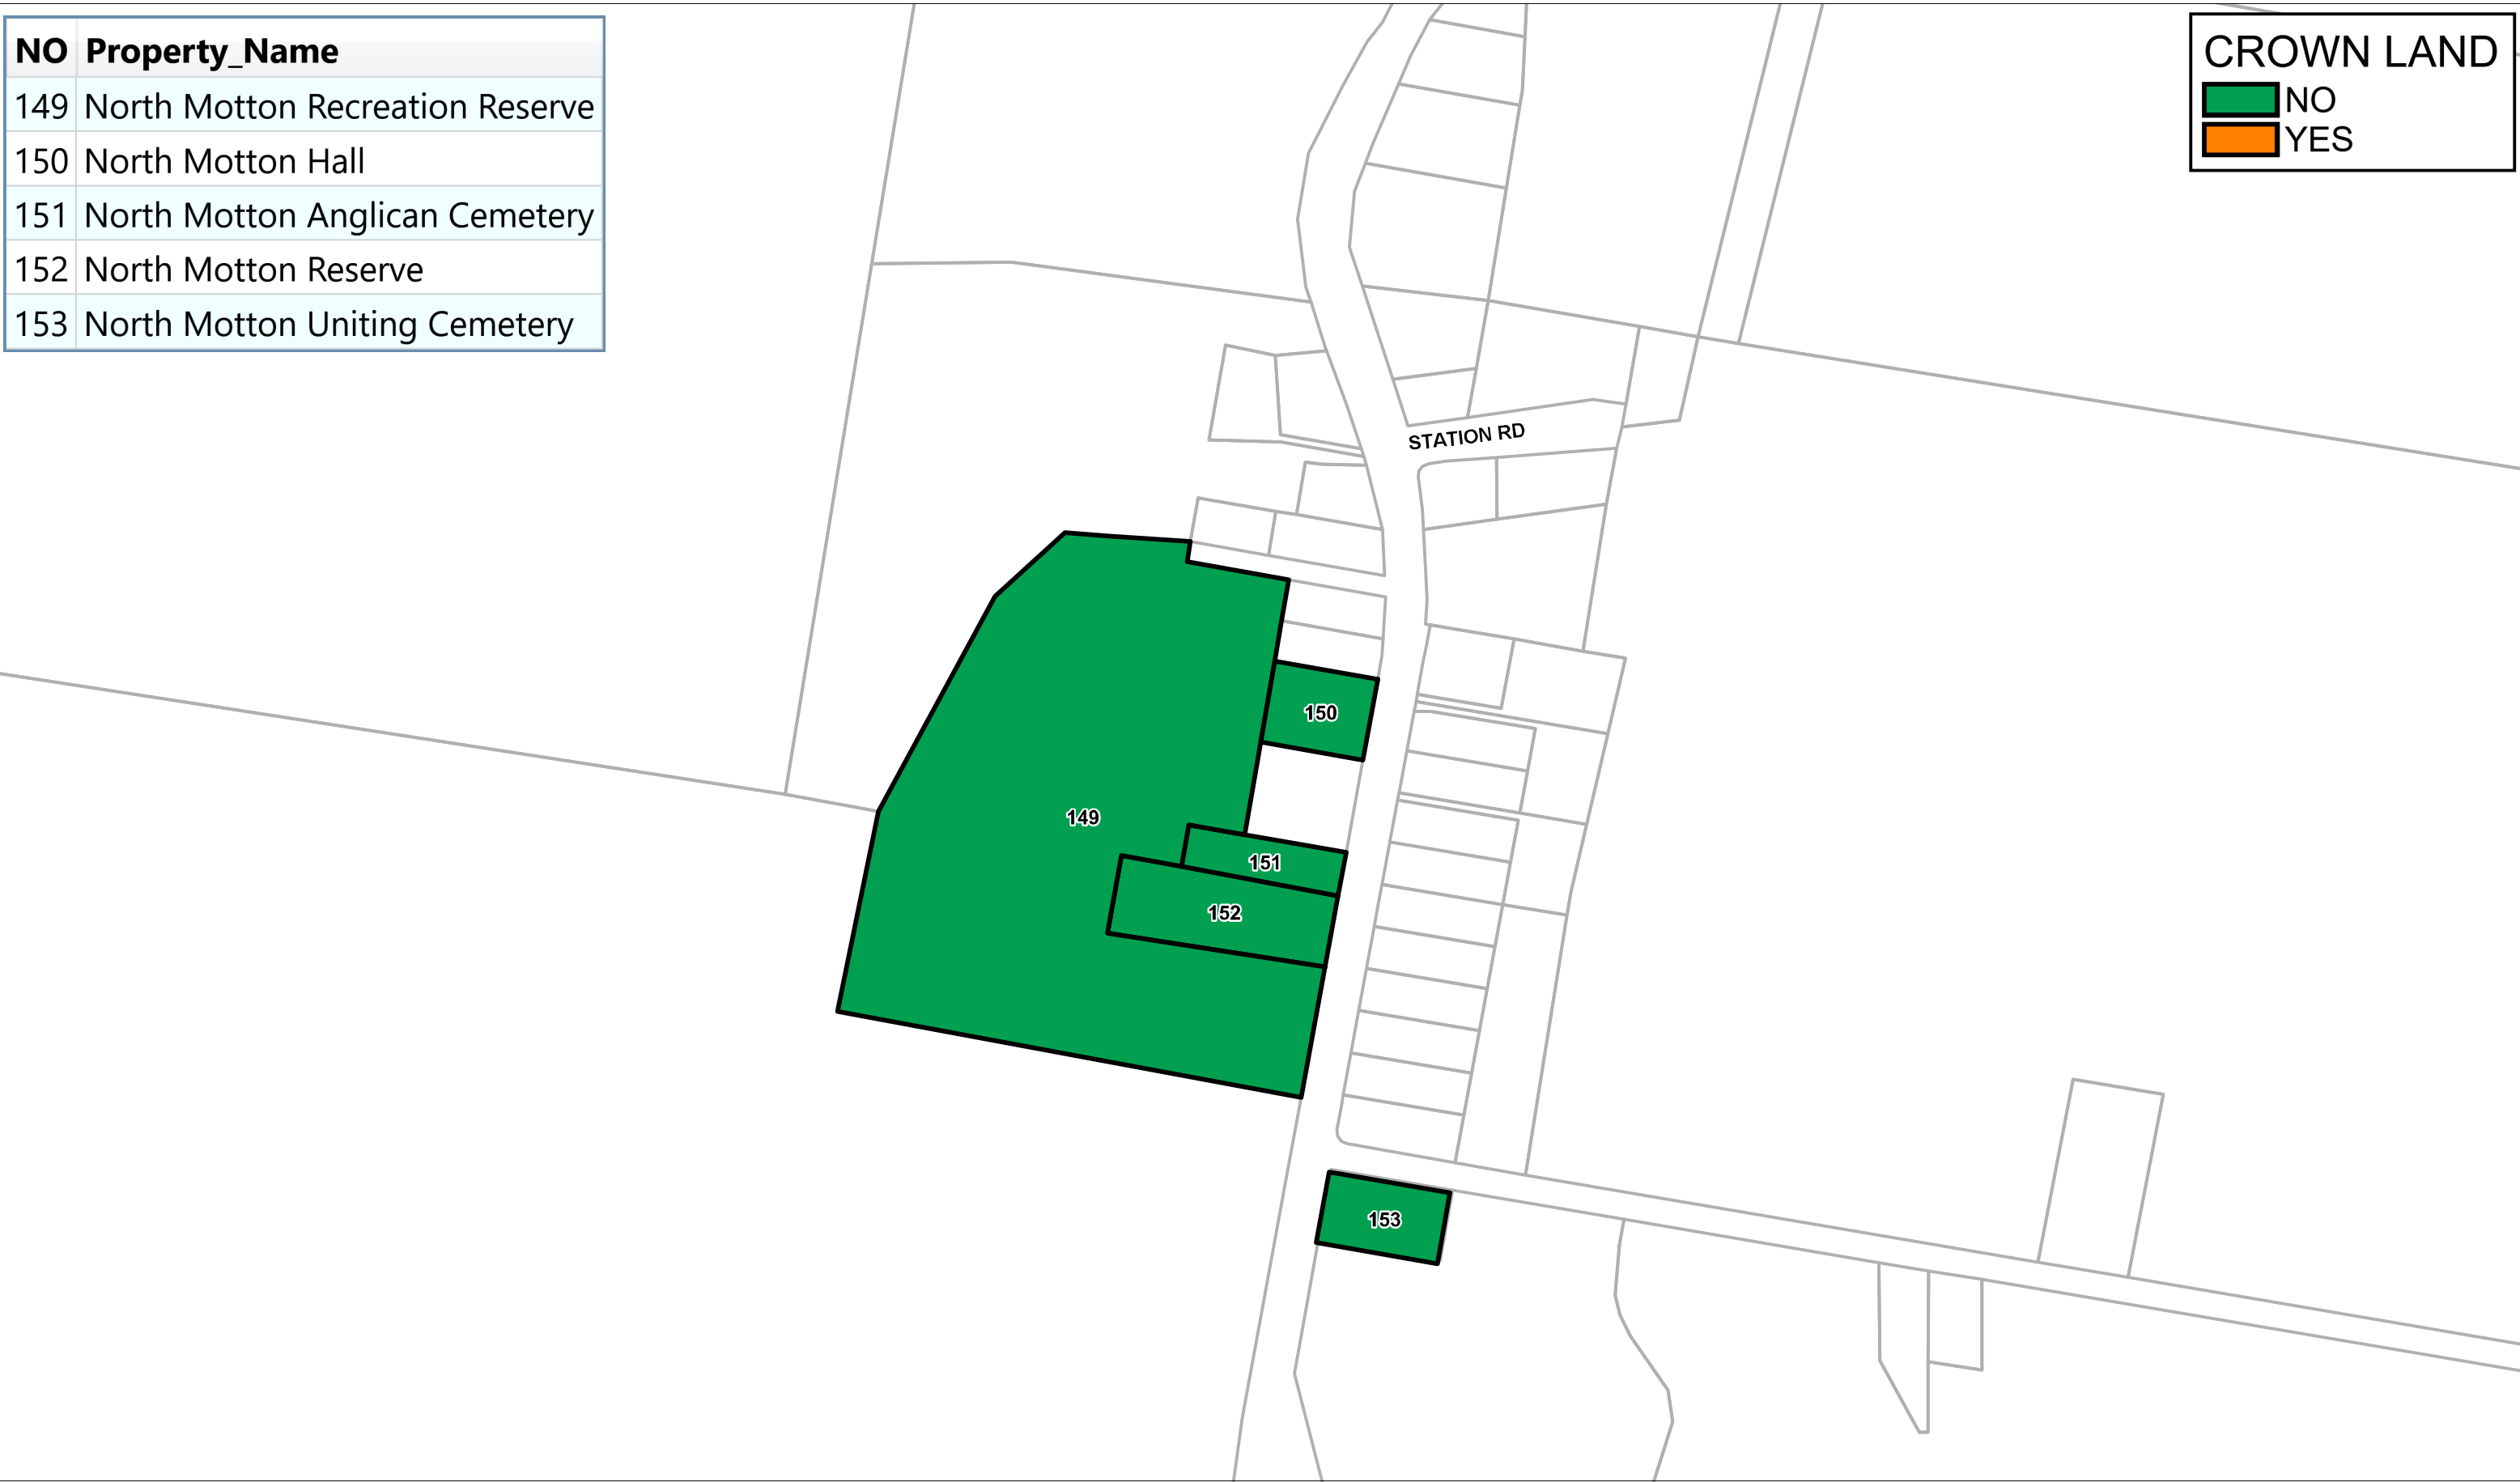 NO Property_Name
149 North Motton Recreation Reserve
150 North Motton Hall
151 North Motton Anglican Cemetery
152 North Motton Reserve
153 North Motton Uniting Cemetery
CROWN LAND
NO
YES
STATION RD
150
149
151
152
153